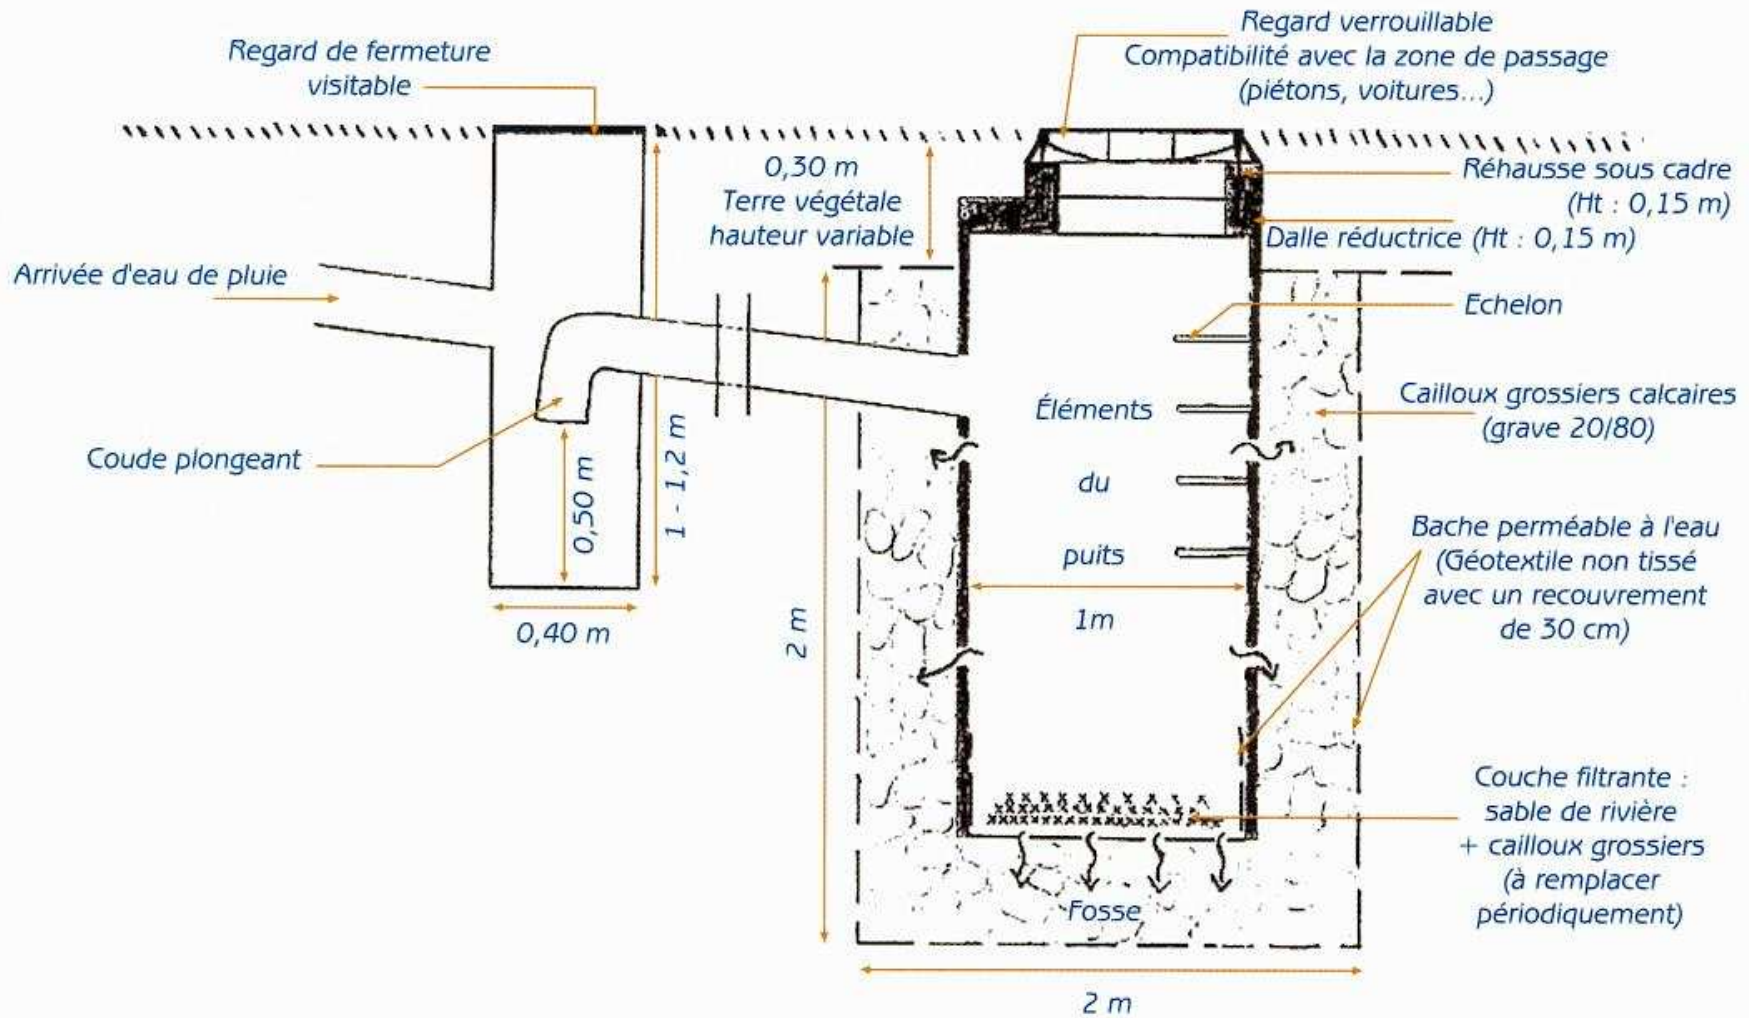 Regard de fermeture
visitable
Regard verrouillable
Compatibilité avec la zone de passage
(piétons, voitures...)
0,30 m
Terre végétale
hauteur variable
Réhausse sous cadre
(Ht : 0,15 m)
Dalle réductrice (Ht : 0,15 m)
Arrivée d'eau de pluie
Echelon
Coude plongeant
0,50 m
1 - 1,2 m
0,40 m
2 m
Éléments
du
puits
1m
Cailloux grossiers calcaires
(grave 20/80)
Bache perméable à l'eau
(Géotextile non tissé
avec un recouvrement
de 30 cm)
Couche filtrante :
sable de rivière
+ cailloux grossiers
(à remplacer
périodiquement)
Fosse
2 m